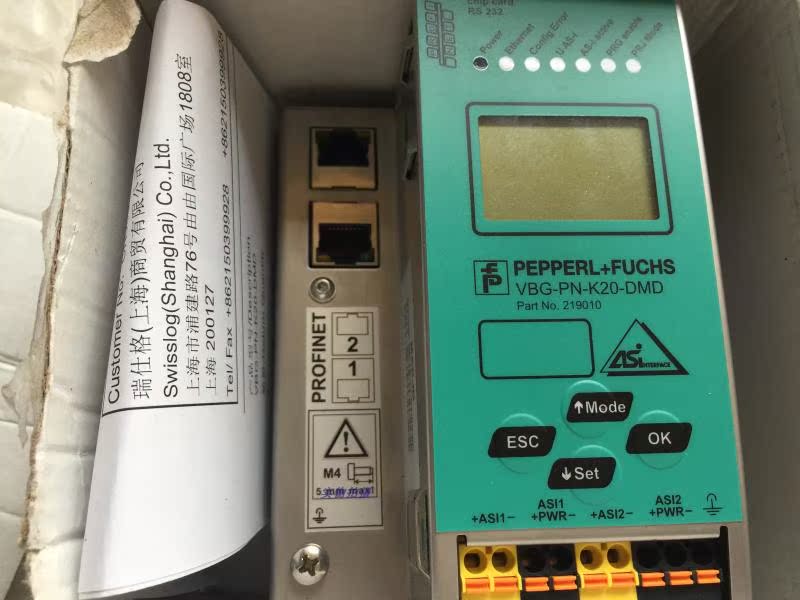 Customer No.
瑞仕格(上海)商贸有限公司
Swisslog(Shanghai) Co.,Ltd.
上海市浦建路76号由由国际广场1808室
上海 200127
Tel/ Fax +862150399928
PROFINET
2
1
M4
chip card
RS 232
Power
Ethernet
Config Error
U AS-i
AS-i active
PRG enable
Prj Mode
PEPPERL+FUCHS
VBG-PN-K20-DMD
Part No. 219010
ASi
INTERFACE
↑Mode
ESC
OK
↓Set
+ASI1−
ASI1
+PWR−
+ASI2−
ASI2
+PWR−